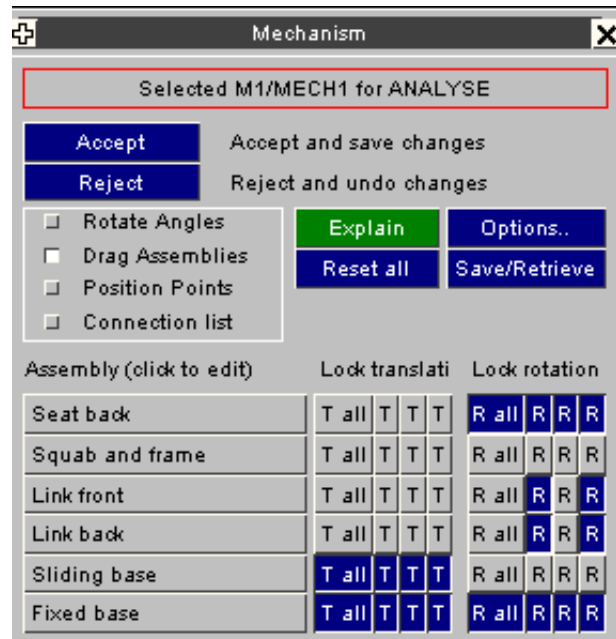 Mechanism
Selected M1/MECH1 for ANALYSE
Accept Accept and save changes
Reject Reject and undo changes
Rotate Angles Explain Options..
Drag Assemblies
Position Points Reset all Save/Retrieve
Connection list
Assembly (click to edit) Lock translati Lock rotation
Seat back T all T T T R all R R R
Squab and frame T all T T T R all R R R
Link front T all T T T R all R R R
Link back T all T T T R all R R R
Sliding base T all T T T R all R R R
Fixed base T all T T T R all R R R